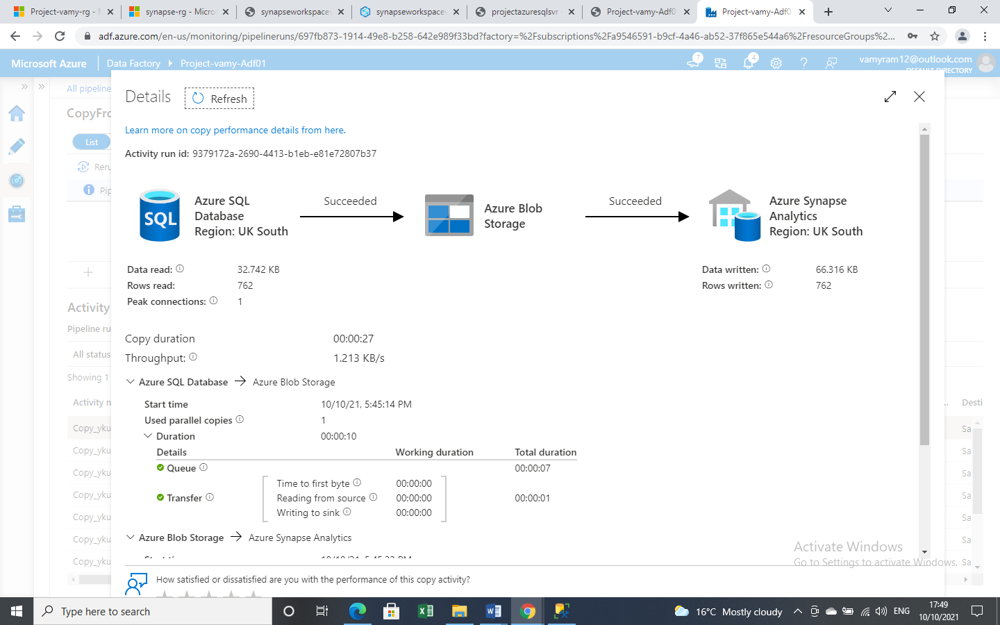 Project-vamy-rg - M
synapse-rg - Micros
synapseworkspacev
synapseworkspacev
projectazuresqlsvr -
Project-vamy-Adf0
Project-vamy-Adf0
adf.azure.com/en-us/monitoring/pipelineruns/697fb873-1914-49e8-b258-642e989f33bd?factory=%2Fsubscriptions%2Fa9546591-b9cf-4a46-ab52-37f865e544a6%2FresourceGroups%2...
Microsoft Azure
Data Factory
Project-vamy-Adf01
7
4
vamyram12@outlook.com
DEFAULT DIRECTORY
All pipeline
CopyFro
List
Reru
Pip
Activity
Pipeline ru
All status
Showing 1
Activity n
Copy_yku
Copy_yku
Copy_yku
Copy_yku
Copy_yku
Copy_yku
Copy_yku
Details
Refresh
Learn more on copy performance details from here.
Activity run id: 9379172a-2690-4413-b1eb-e81e72807b37
SQL
Azure SQL
Database
Region: UK South
Succeeded
Azure Blob
Storage
Succeeded
Azure Synapse
Analytics
Region: UK South
Data read: 32.742 KB
Rows read: 762
Peak connections: 1
Data written: 66.316 KB
Rows written: 762
Copy duration 00:00:27
Throughput: 1.213 KB/s
Azure SQL Database → Azure Blob Storage
Start time 10/10/21, 5:45:14 PM
Used parallel copies 1
Duration 00:00:10
Details Working duration Total duration
Queue 00:00:07
Time to first byte 00:00:00
Transfer Reading from source 00:00:00 00:00:01
Writing to sink 00:00:00
Azure Blob Storage → Azure Synapse Analytics
Start time 10/10/21, 5:45:23 PM
How satisfied or dissatisfied are you with the performance of this copy activity?
..
Desti
Sa
Sa
Sa
Sa
Sa
Sa
Sa
Activate Windows
Go to Settings to activate Windows.
Type here to search
16°C Mostly cloudy
ENG
17:49
10/10/2021